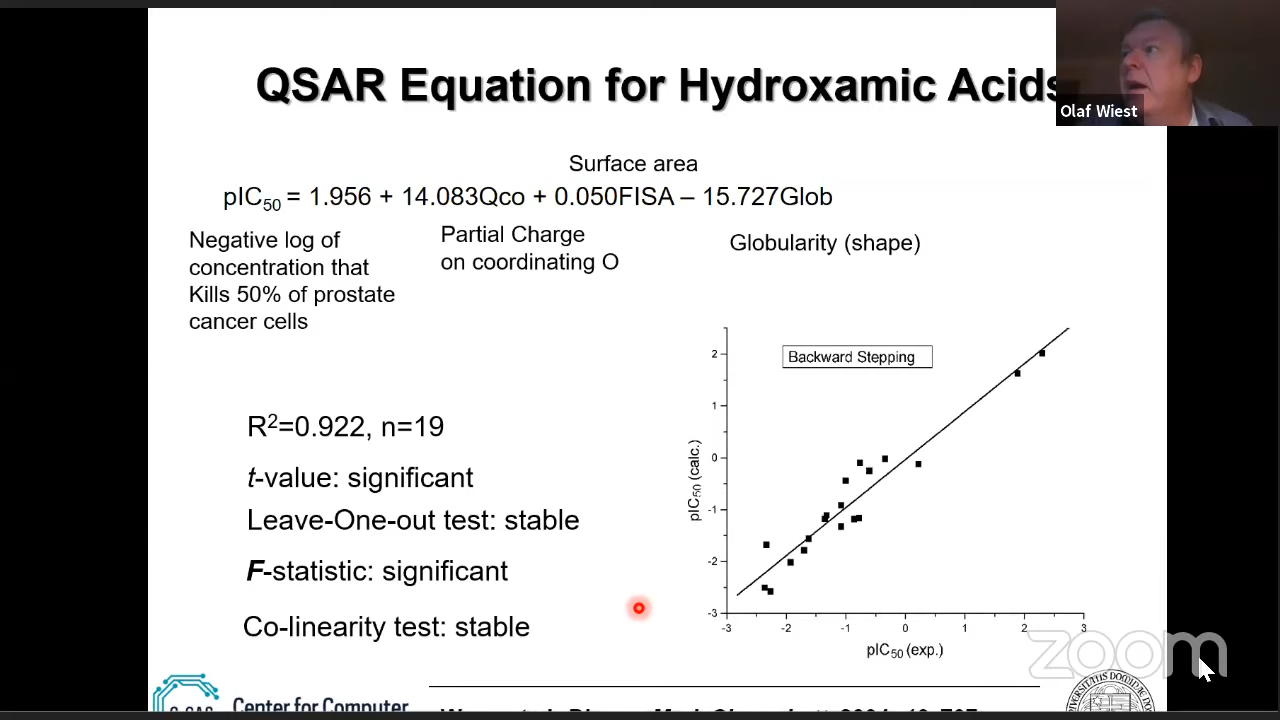 QSAR Equation for Hydroxamic Acids
Olaf Wiest
Surface area
pIC50 = 1.956 + 14.083Qco + 0.050FISA – 15.727Glob
Negative log of
concentration that
Kills 50% of prostate
cancer cells
Partial Charge
on coordinating O
Globularity (shape)
R2=0.922, n=19
t-value: significant
Leave-One-out test: stable
F-statistic: significant
Co-linearity test: stable
Backward Stepping
2
1
0
-1
-2
-3
pIC50 (calc.)
-3 -2 -1 0 1 2 3
pIC50 (exp.)
zoom
Center for Computer